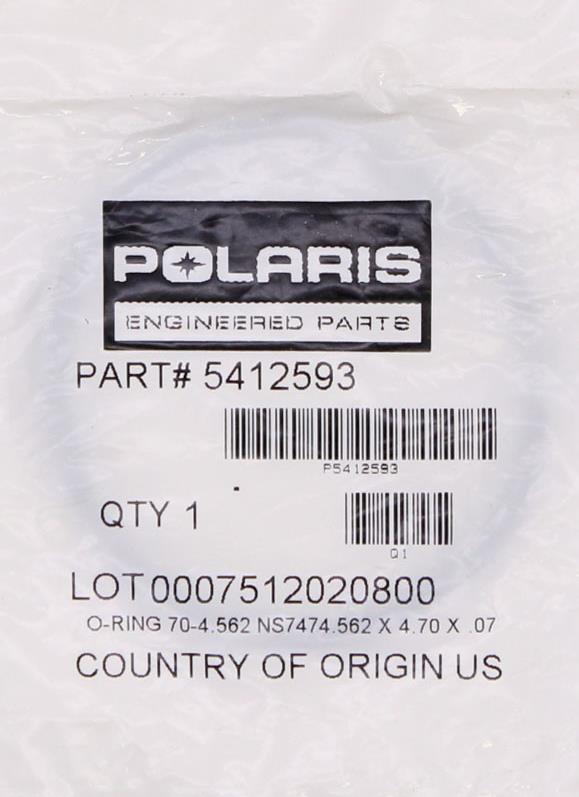 POLARIS
ENGINEERED PARTS
PART# 5412593
P5412593
QTY 1
Q1
LOT 0007512020800
O-RING 70-4.562 NS7474.562 X 4.70 X .07
COUNTRY OF ORIGIN US